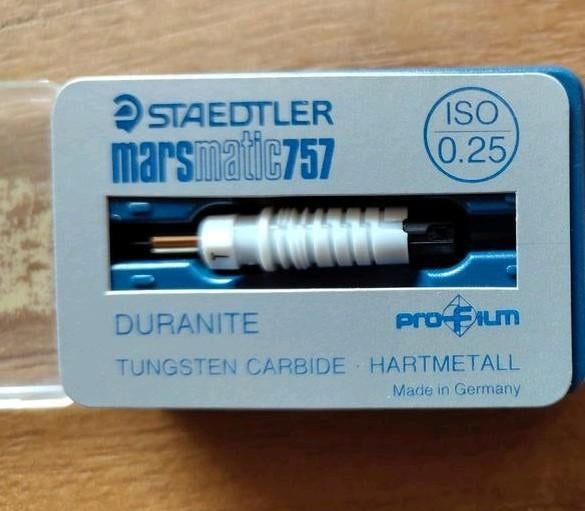 STAEDTLER
marsmatic757
ISO
0.25
T
DURANITE
profilm
TUNGSTEN CARBIDE · HARTMETALL
Made in Germany